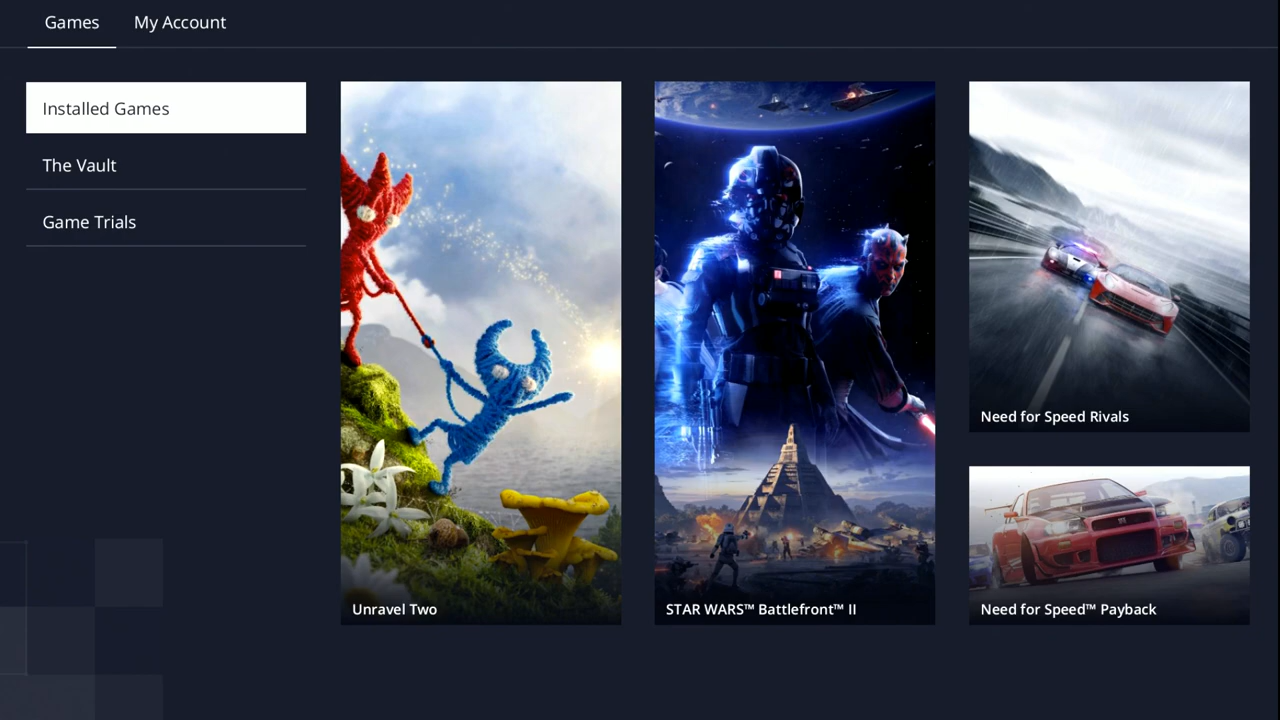 Games
My Account
Installed Games
The Vault
Game Trials
Unravel Two
STAR WARS™ Battlefront™ II
Need for Speed Rivals
Need for Speed™ Payback